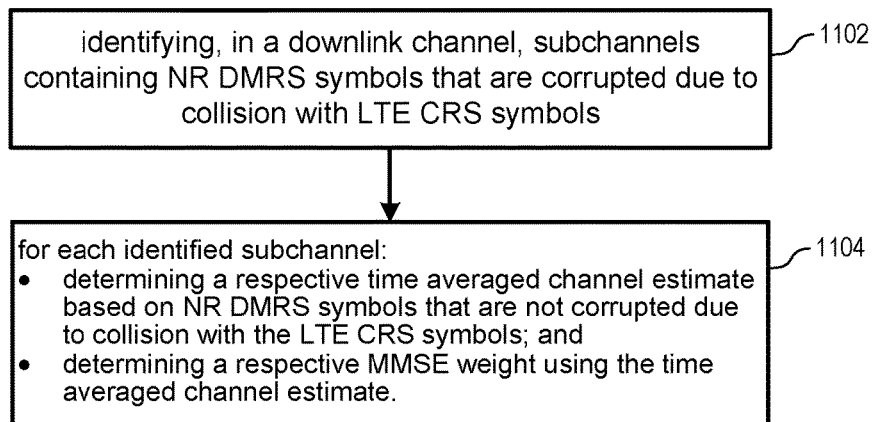 identifying, in a downlink channel, subchannels
containing NR DMRS symbols that are corrupted due to
collision with LTE CRS symbols
1102
for each identified subchannel:
• determining a respective time averaged channel estimate
based on NR DMRS symbols that are not corrupted due
to collision with the LTE CRS symbols; and
• determining a respective MMSE weight using the time
averaged channel estimate.
1104